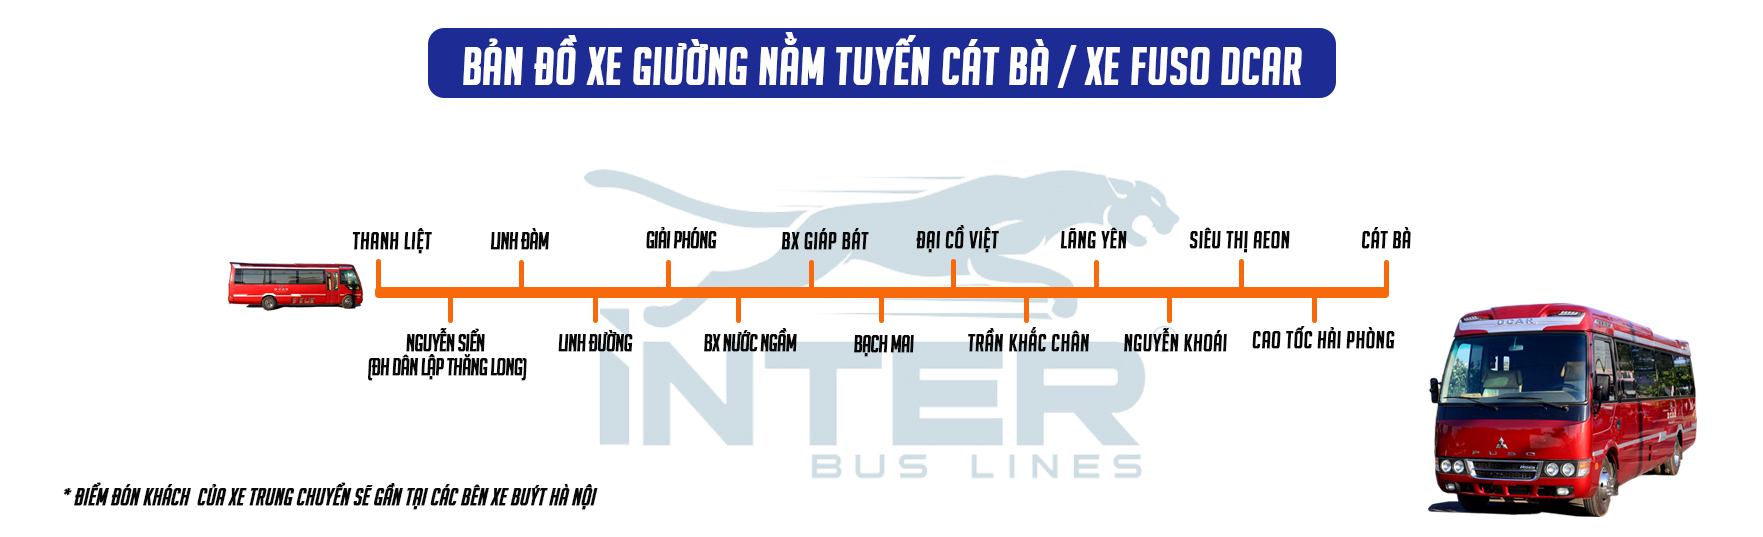 BẢN ĐỒ XE GIƯỜNG NẰM TUYẾN CÁT BÀ / XE FUSO DCAR
THANH LIỆT
LINH ĐÀM
GIẢI PHÓNG
BX GIÁP BÁT
ĐẠI CỒ VIỆT
LÃNG YÊN
SIÊU THỊ AEON
CÁT BÀ
NGUYỄN SIỂN
(ĐH DÂN LẬP THĂNG LONG)
LINH ĐƯỜNG
BX NƯỚC NGẦM
BẠCH MAI
TRẦN KHẮC CHÂN
NGUYỄN KHOÁI
CAO TỐC HẢI PHÒNG
INTER
BUS LINES
DCAR
FUSO
* ĐIỂM ĐÓN KHÁCH CỦA XE TRUNG CHUYỂN SẼ GẦN TẠI CÁC BÊN XE BUÝT HÀ NỘI